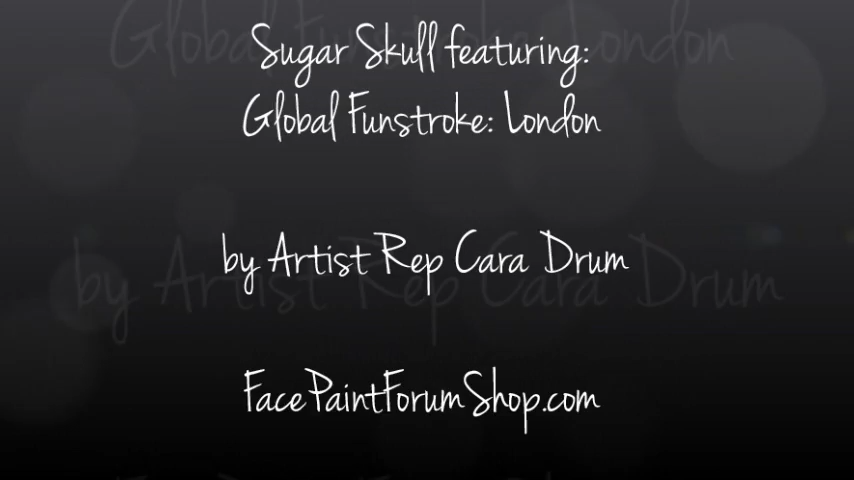 Sugar Skull featuring:
Global Funstroke: London
by Artist Rep Cara Drum
FacePaintForumShop.com